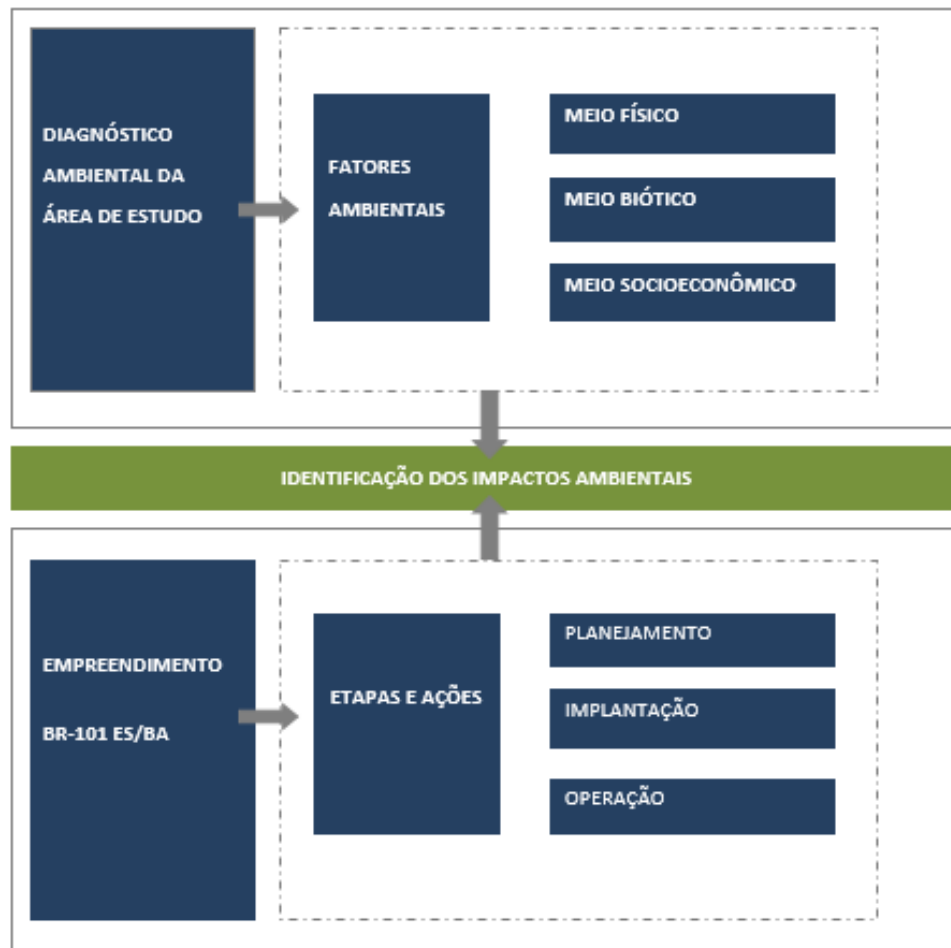 DIAGNÓSTICO
AMBIENTAL DA
ÁREA DE ESTUDO
FATORES
AMBIENTAIS
MEIO FÍSICO
MEIO BIÓTICO
MEIO SOCIOECONÔMICO
IDENTIFICAÇÃO DOS IMPACTOS AMBIENTAIS
EMPREENDIMENTO
BR-101 ES/BA
ETAPAS E AÇÕES
PLANEJAMENTO
IMPLANTAÇÃO
OPERAÇÃO